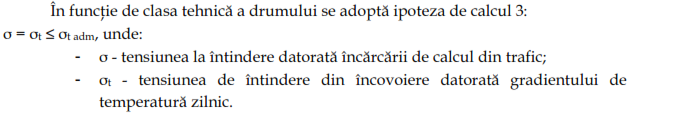 În funcție de clasa tehnică a drumului se adoptă ipoteza de calcul 3:
σ = σt ≤ σt adm, unde:
- σ - tensiunea la întindere datorată încărcării de calcul din trafic;
- σt - tensiunea de întindere din încovoiere datorată gradientului de
temperatură zilnic.